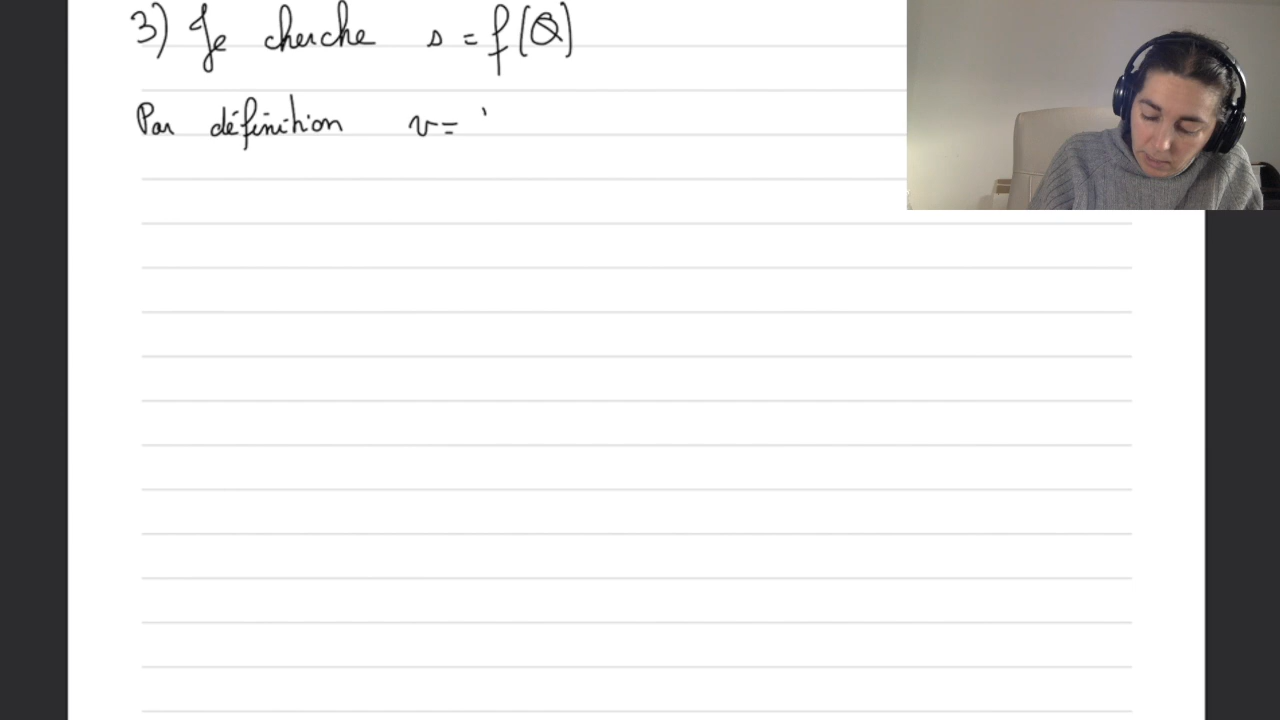 3) Je cherche s = f(Q)
Par définition v = '